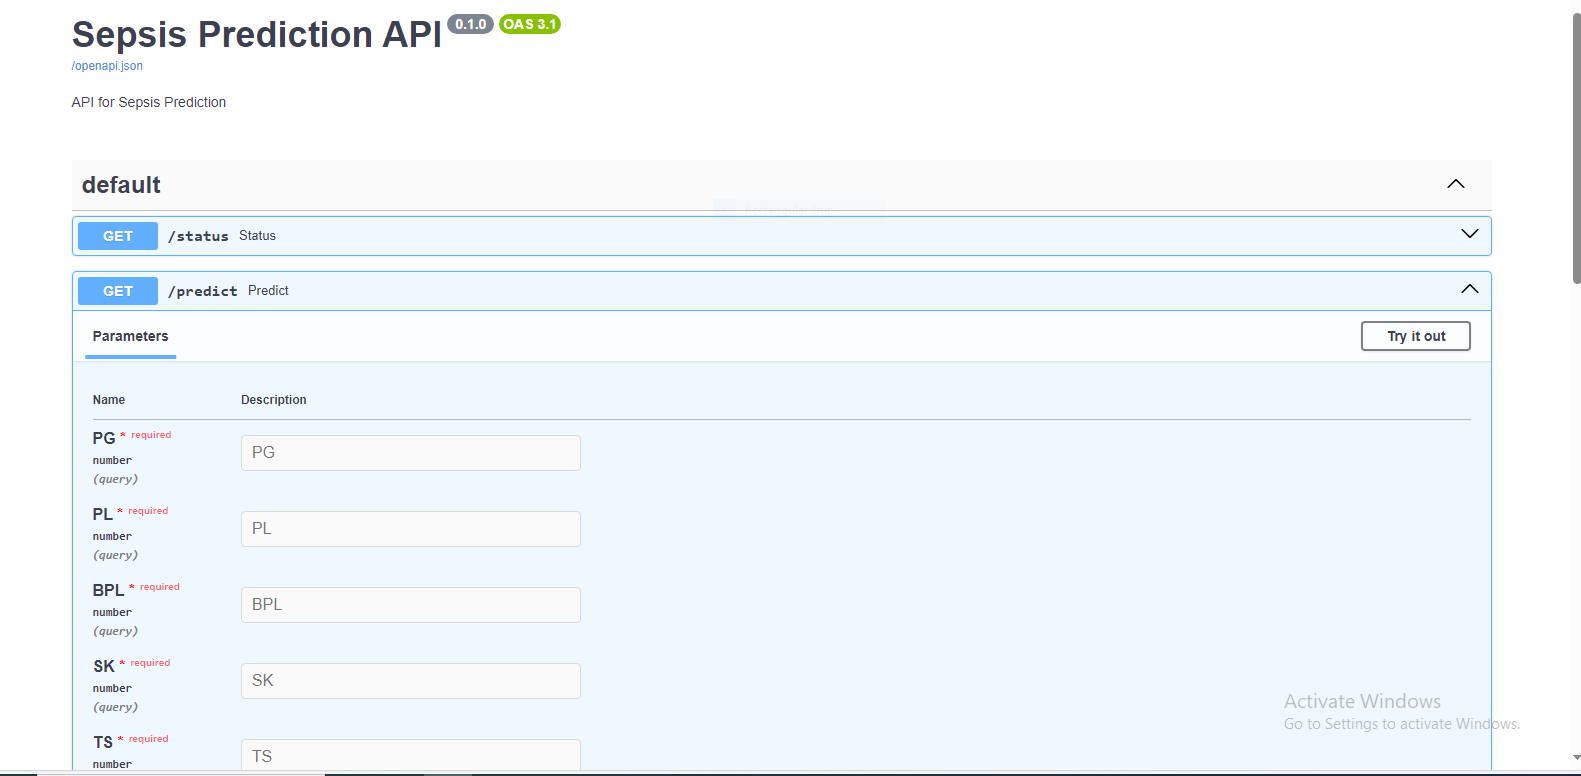 Sepsis Prediction API 0.1.0 OAS 3.1
/openapi.json
API for Sepsis Prediction
default
GET /status Status
GET /predict Predict
Parameters
Try it out
Name Description
PG * required
number
(query)
PG
PL * required
number
(query)
PL
BPL * required
number
(query)
BPL
SK * required
number
(query)
SK
TS * required
number
TS
Activate Windows
Go to Settings to activate Windows.